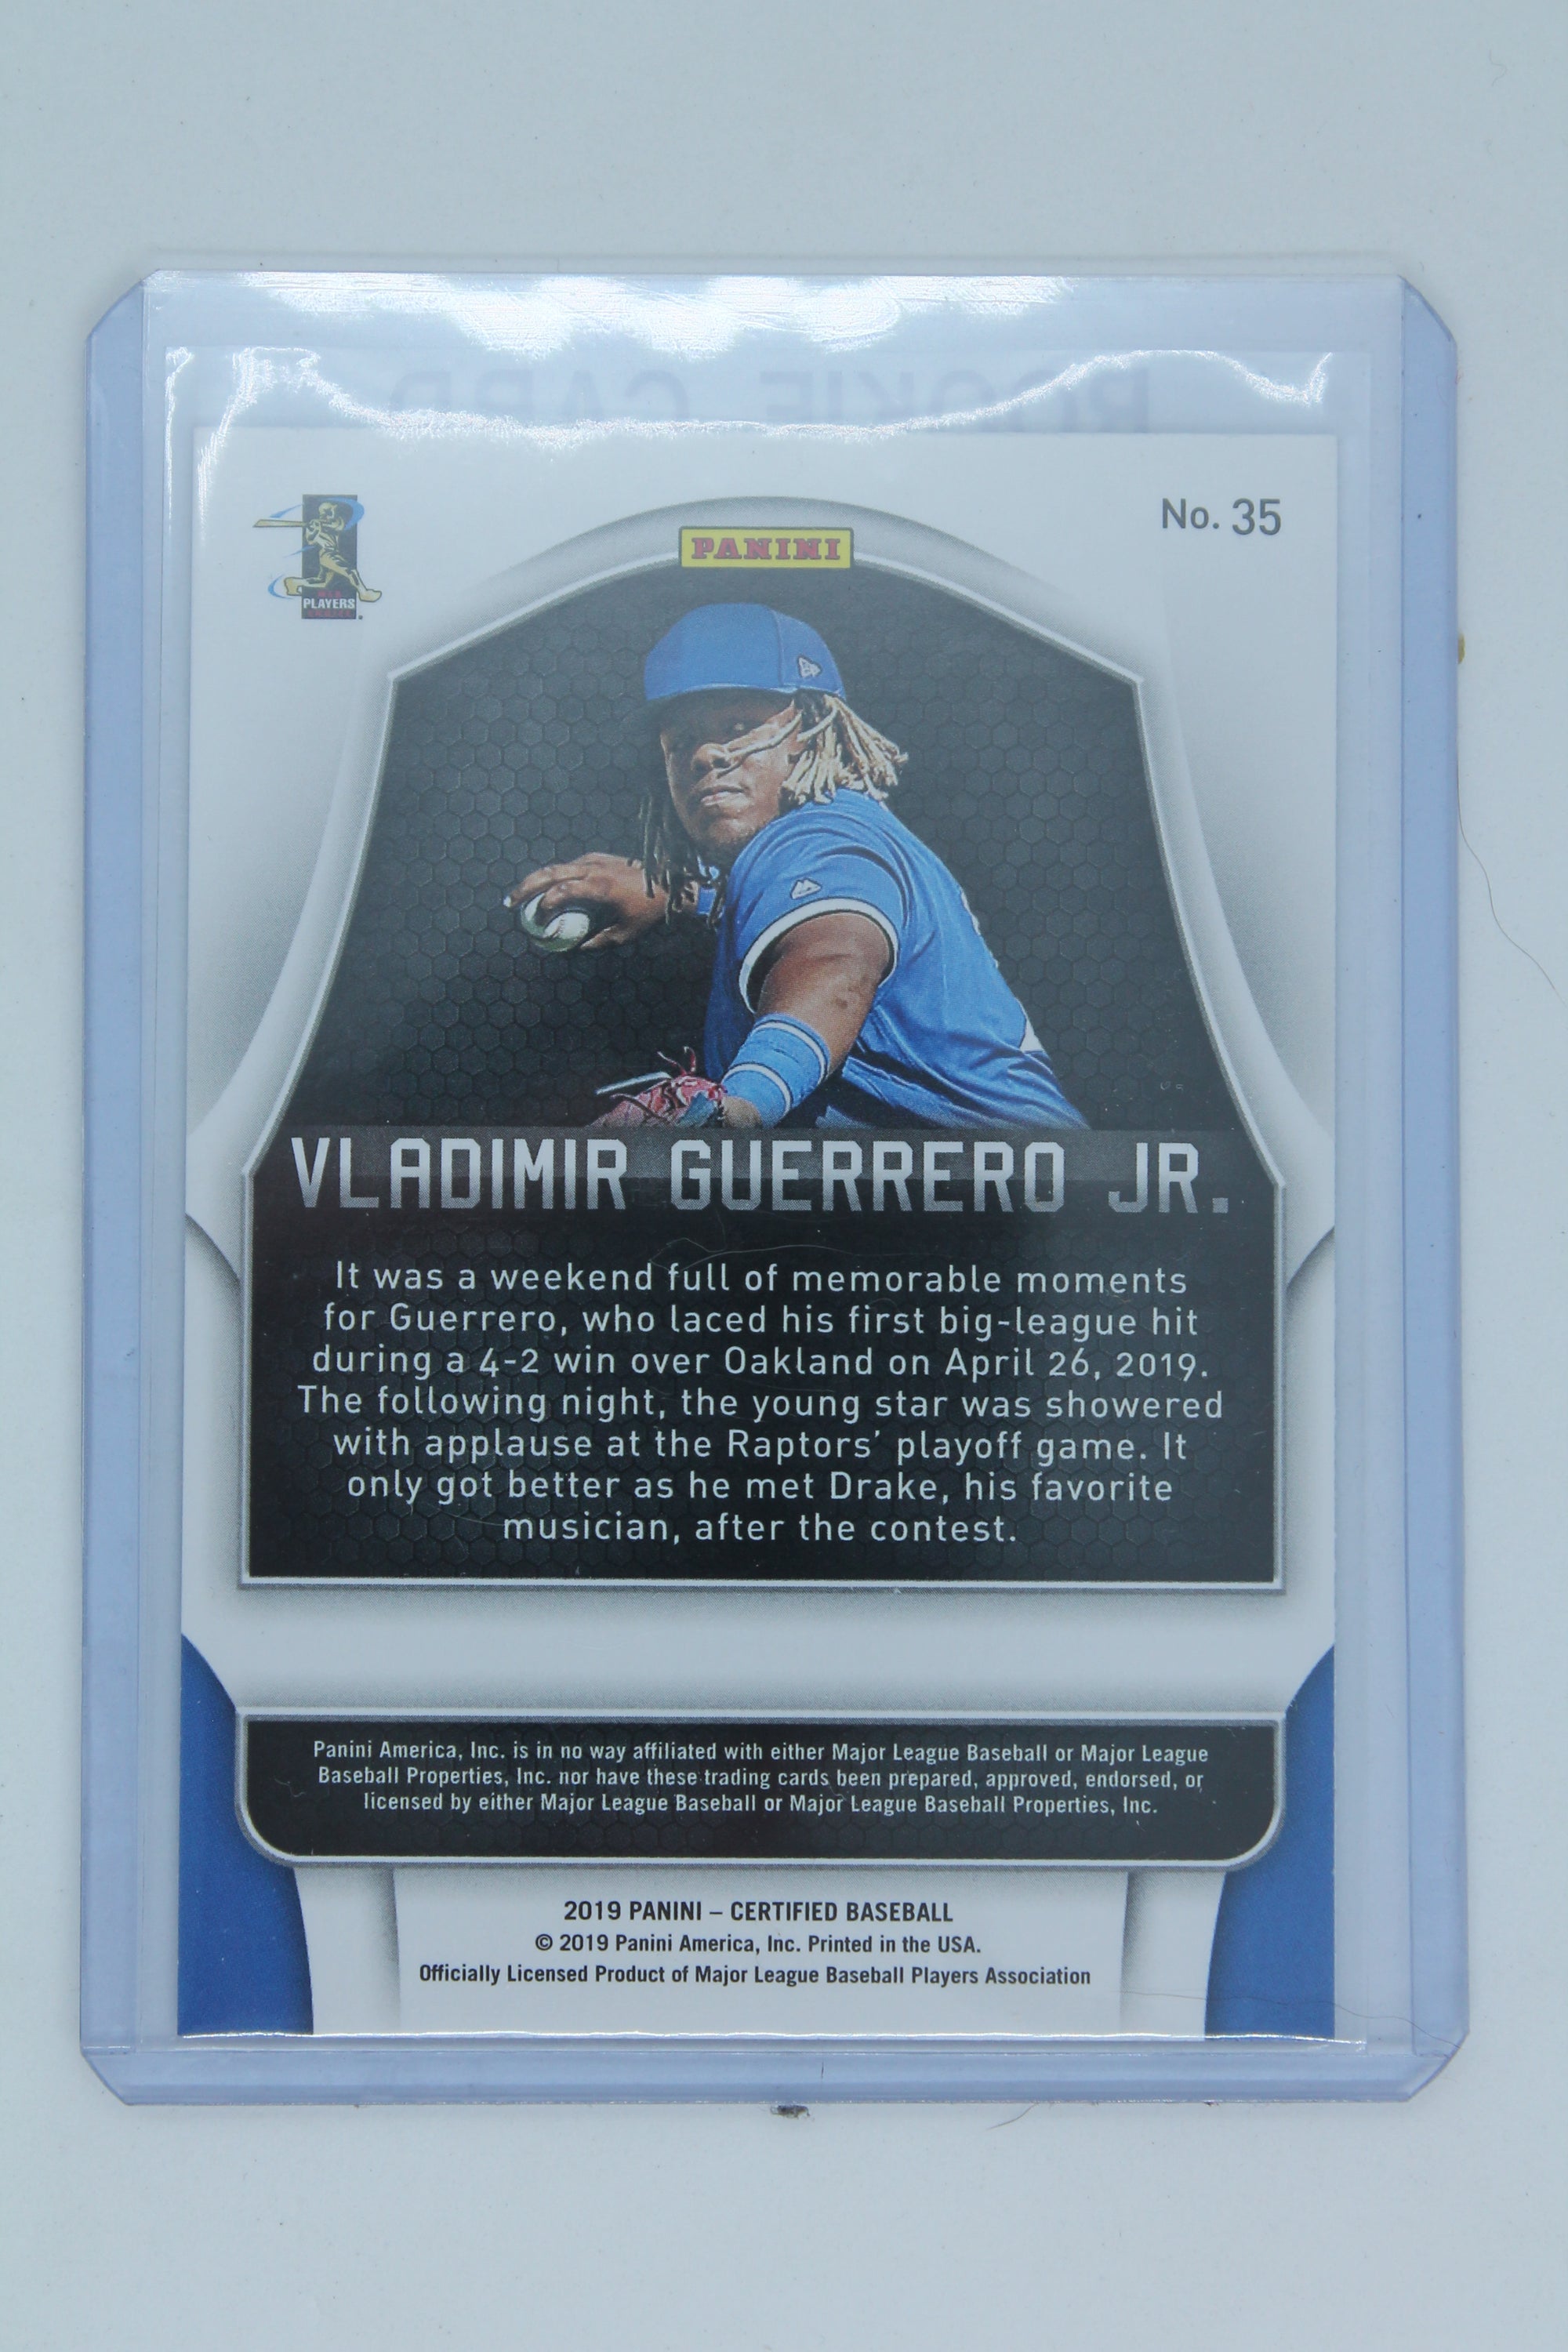 ROOKIE CARD
No. 35
PANINI
PLAYERS
VLADIMIR GUERRERO JR.
It was a weekend full of memorable moments
for Guerrero, who laced his first big-league hit
during a 4-2 win over Oakland on April 26, 2019.
The following night, the young star was showered
with applause at the Raptors’ playoff game. It
only got better as he met Drake, his favorite
musician, after the contest.
Panini America, Inc. is in no way affiliated with either Major League Baseball or Major League
Baseball Properties, Inc. nor have these trading cards been prepared, approved, endorsed, or
licensed by either Major League Baseball or Major League Baseball Properties, Inc.
2019 PANINI – CERTIFIED BASEBALL
© 2019 Panini America, Inc. Printed in the USA.
Officially Licensed Product of Major League Baseball Players Association